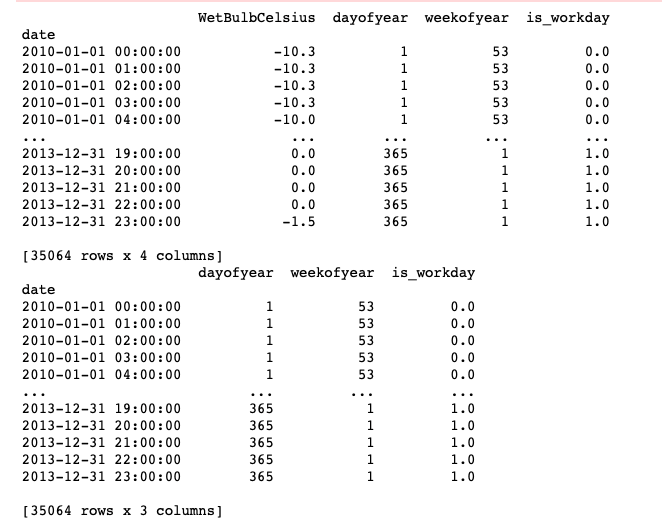 WetBulbCelsius dayofyear weekofyear is_workday
date
2010-01-01 00:00:00 -10.3 1 53 0.0
2010-01-01 01:00:00 -10.3 1 53 0.0
2010-01-01 02:00:00 -10.3 1 53 0.0
2010-01-01 03:00:00 -10.3 1 53 0.0
2010-01-01 04:00:00 -10.0 1 53 0.0
... ... ... ... ...
2013-12-31 19:00:00 0.0 365 1 1.0
2013-12-31 20:00:00 0.0 365 1 1.0
2013-12-31 21:00:00 0.0 365 1 1.0
2013-12-31 22:00:00 0.0 365 1 1.0
2013-12-31 23:00:00 -1.5 365 1 1.0
[35064 rows x 4 columns]
dayofyear weekofyear is_workday
date
2010-01-01 00:00:00 1 53 0.0
2010-01-01 01:00:00 1 53 0.0
2010-01-01 02:00:00 1 53 0.0
2010-01-01 03:00:00 1 53 0.0
2010-01-01 04:00:00 1 53 0.0
... ... ... ...
2013-12-31 19:00:00 365 1 1.0
2013-12-31 20:00:00 365 1 1.0
2013-12-31 21:00:00 365 1 1.0
2013-12-31 22:00:00 365 1 1.0
2013-12-31 23:00:00 365 1 1.0
[35064 rows x 3 columns]